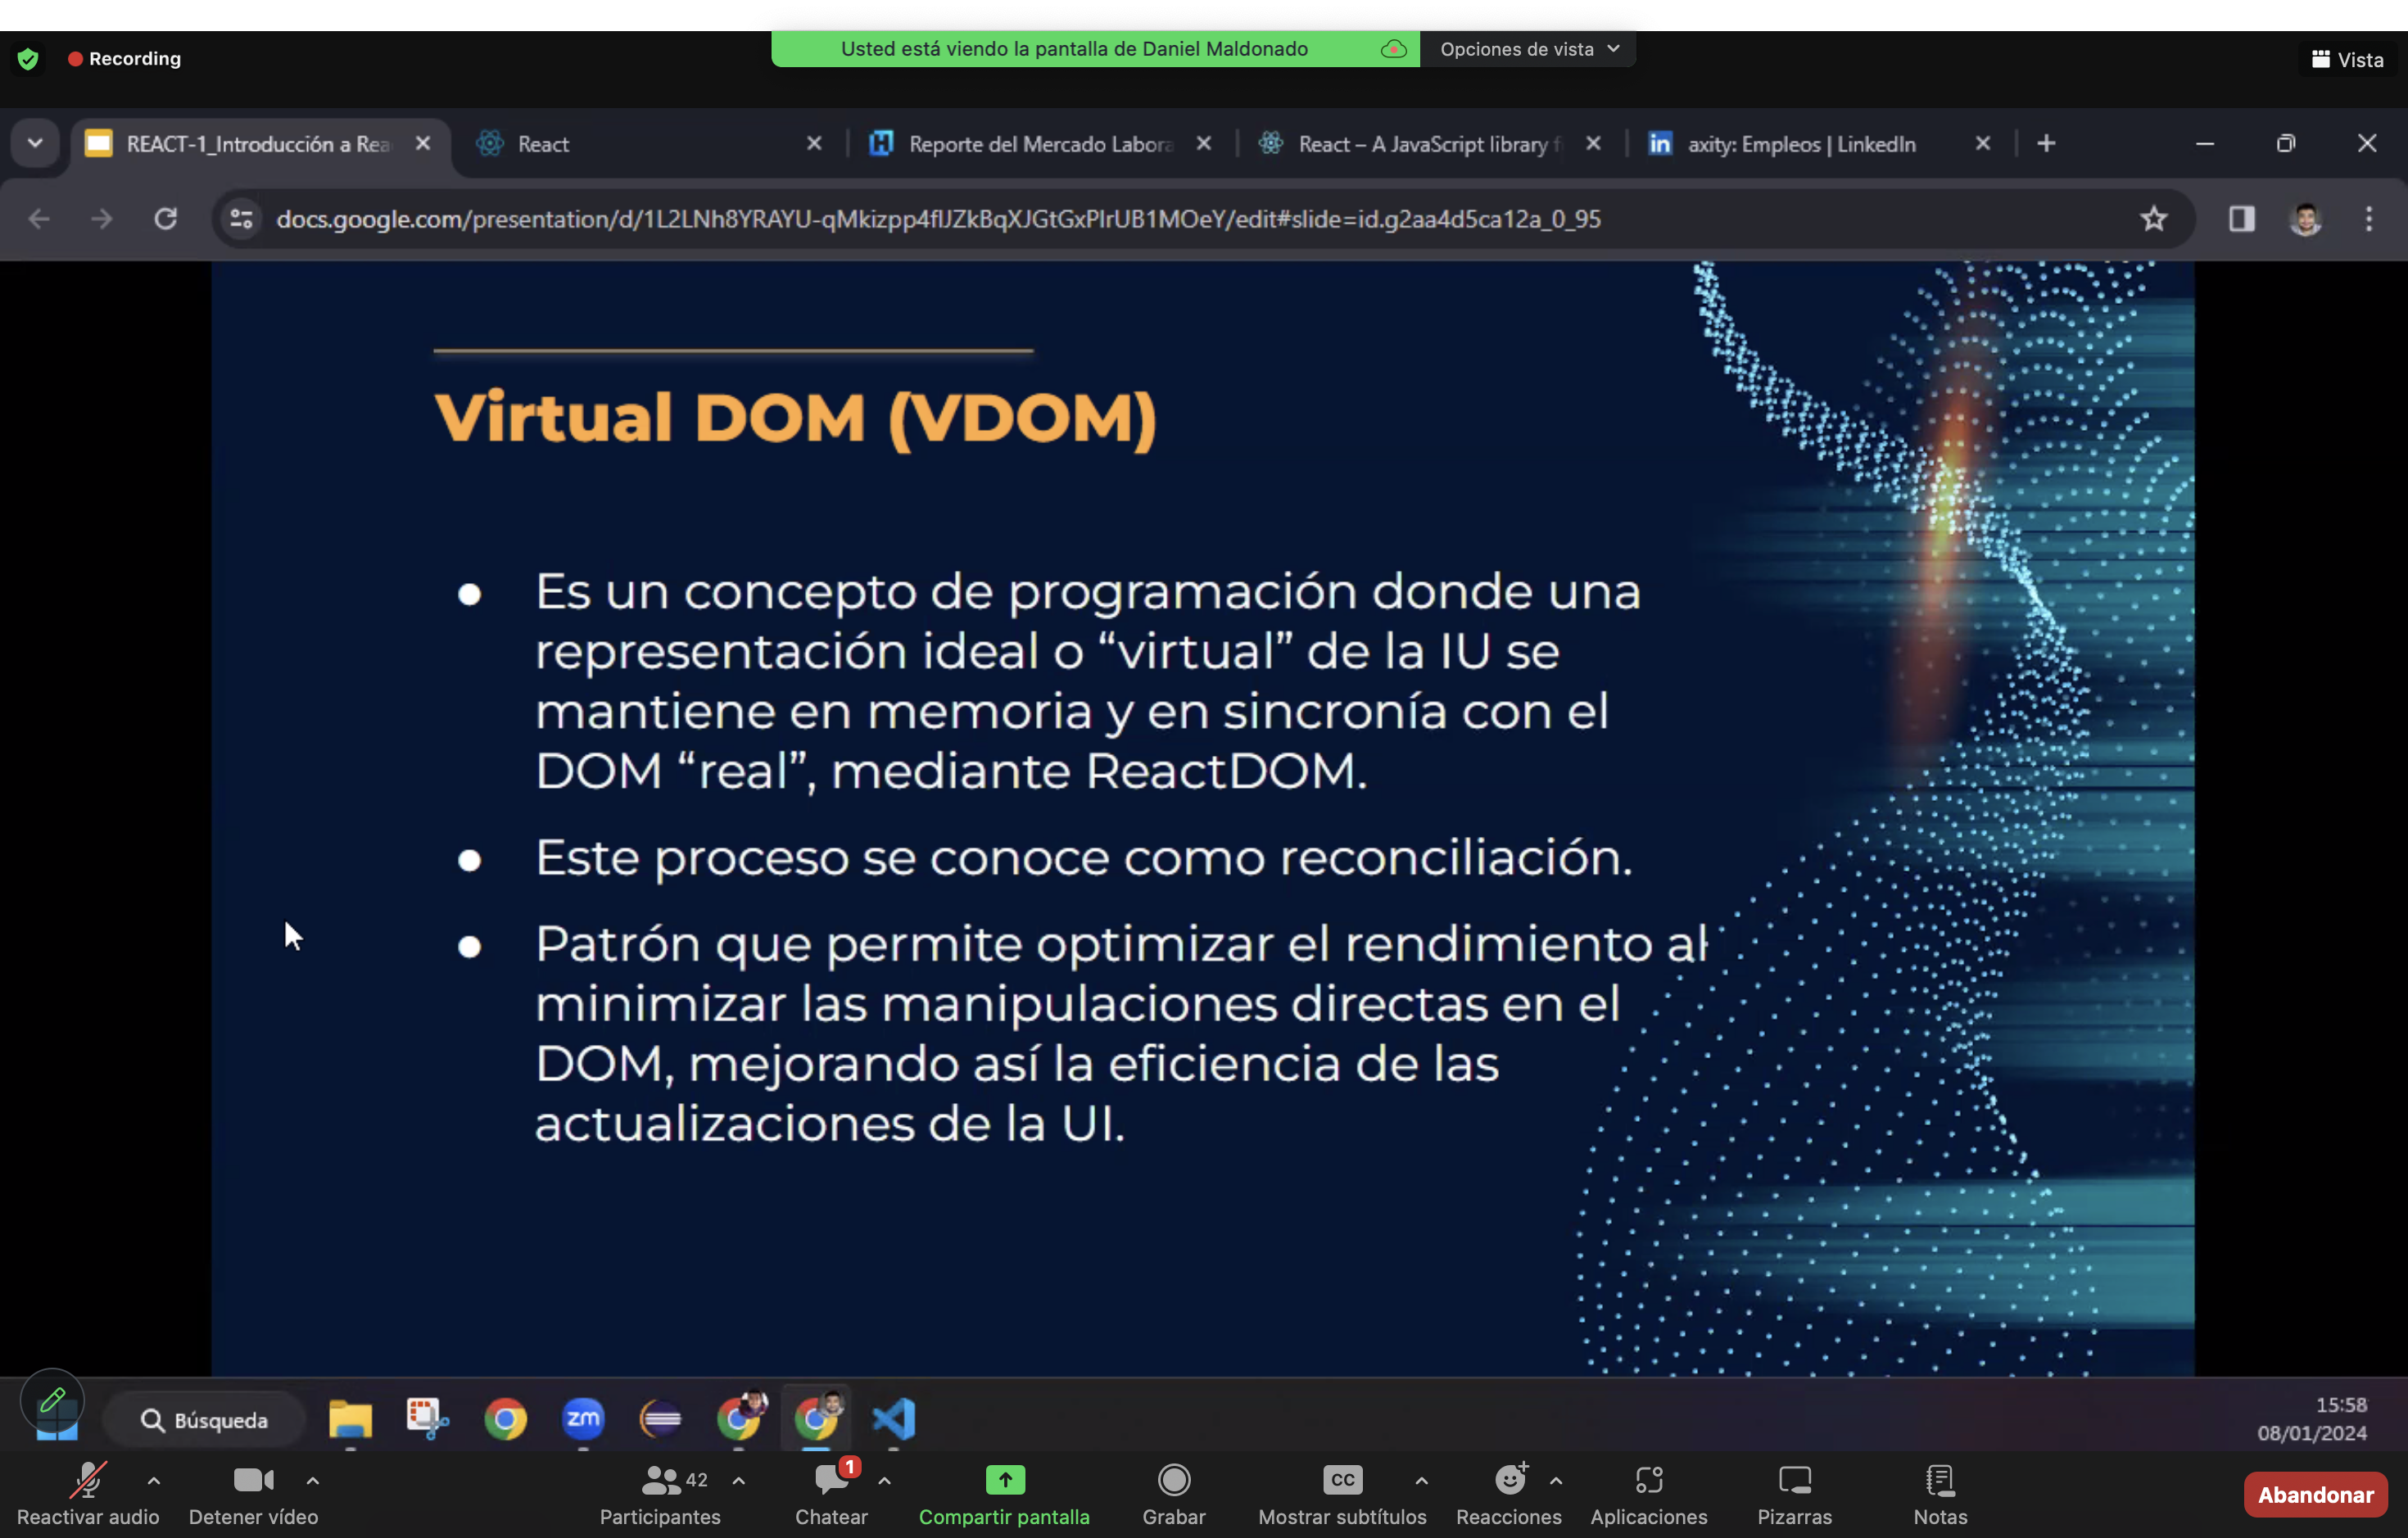 Recording
Usted está viendo la pantalla de Daniel Maldonado
Opciones de vista
Vista
REACT-1_Introducción a Rea
React
Reporte del Mercado Labora
React – A JavaScript library f
axity: Empleos | LinkedIn
docs.google.com/presentation/d/1L2LNh8YRAYU-qMkizpp4flJZkBqXJGtGxPIrUB1MOeY/edit#slide=id.g2aa4d5ca12a_0_95
Virtual DOM (VDOM)
● Es un concepto de programación donde una
representación ideal o “virtual” de la IU se
mantiene en memoria y en sincronía con el
DOM “real”, mediante ReactDOM.
● Este proceso se conoce como reconciliación.
● Patrón que permite optimizar el rendimiento al
minimizar las manipulaciones directas en el
DOM, mejorando así la eficiencia de las
actualizaciones de la UI.
Búsqueda
zm
15:58
08/01/2024
42
1
CC
Reactivar audio
Detener vídeo
Participantes
Chatear
Compartir pantalla
Grabar
Mostrar subtítulos
Reacciones
Aplicaciones
Pizarras
Notas
Abandonar